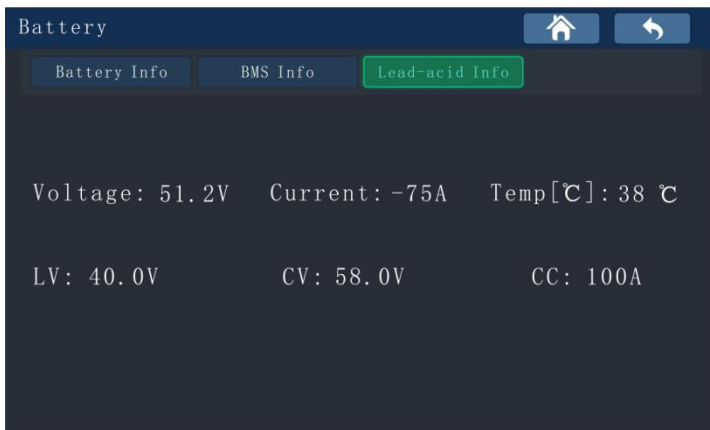 Battery
Battery Info BMS Info Lead-acid Info
Voltage: 51.2V Current: -75A Temp[℃]: 38 ℃
LV: 40.0V CV: 58.0V CC: 100A